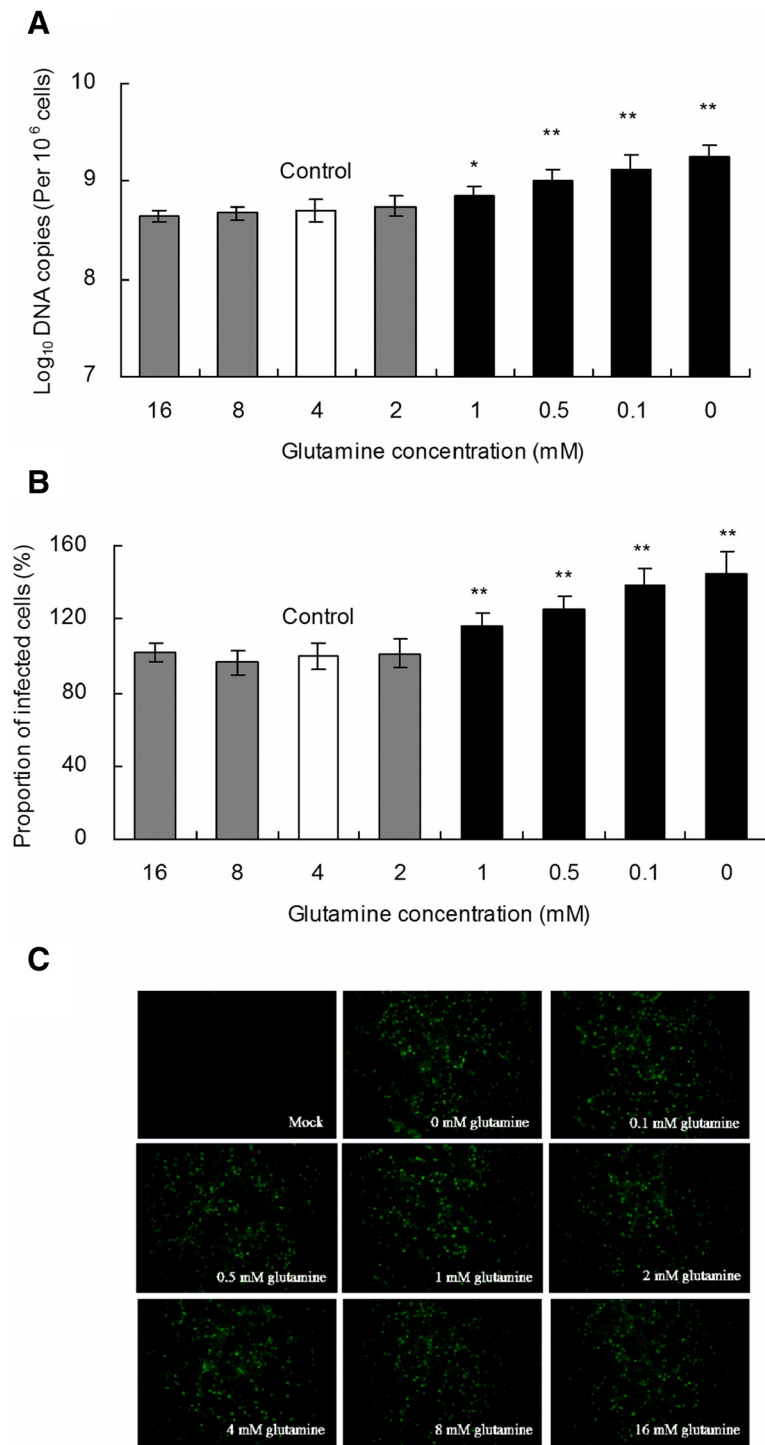 A
Log₁₀ DNA copies (Per 10⁶ cells)
10
9
8
7
Control
*
**
**
**
16 8 4 2 1 0.5 0.1 0
Glutamine concentration (mM)
B
Proportion of infected cells (%)
160
120
80
40
0
Control
**
**
**
**
16 8 4 2 1 0.5 0.1 0
Glutamine concentration (mM)
C
Mock
0 mM glutamine
0.1 mM glutamine
0.5 mM glutamine
1 mM glutamine
2 mM glutamine
4 mM glutamine
8 mM glutamine
16 mM glutamine